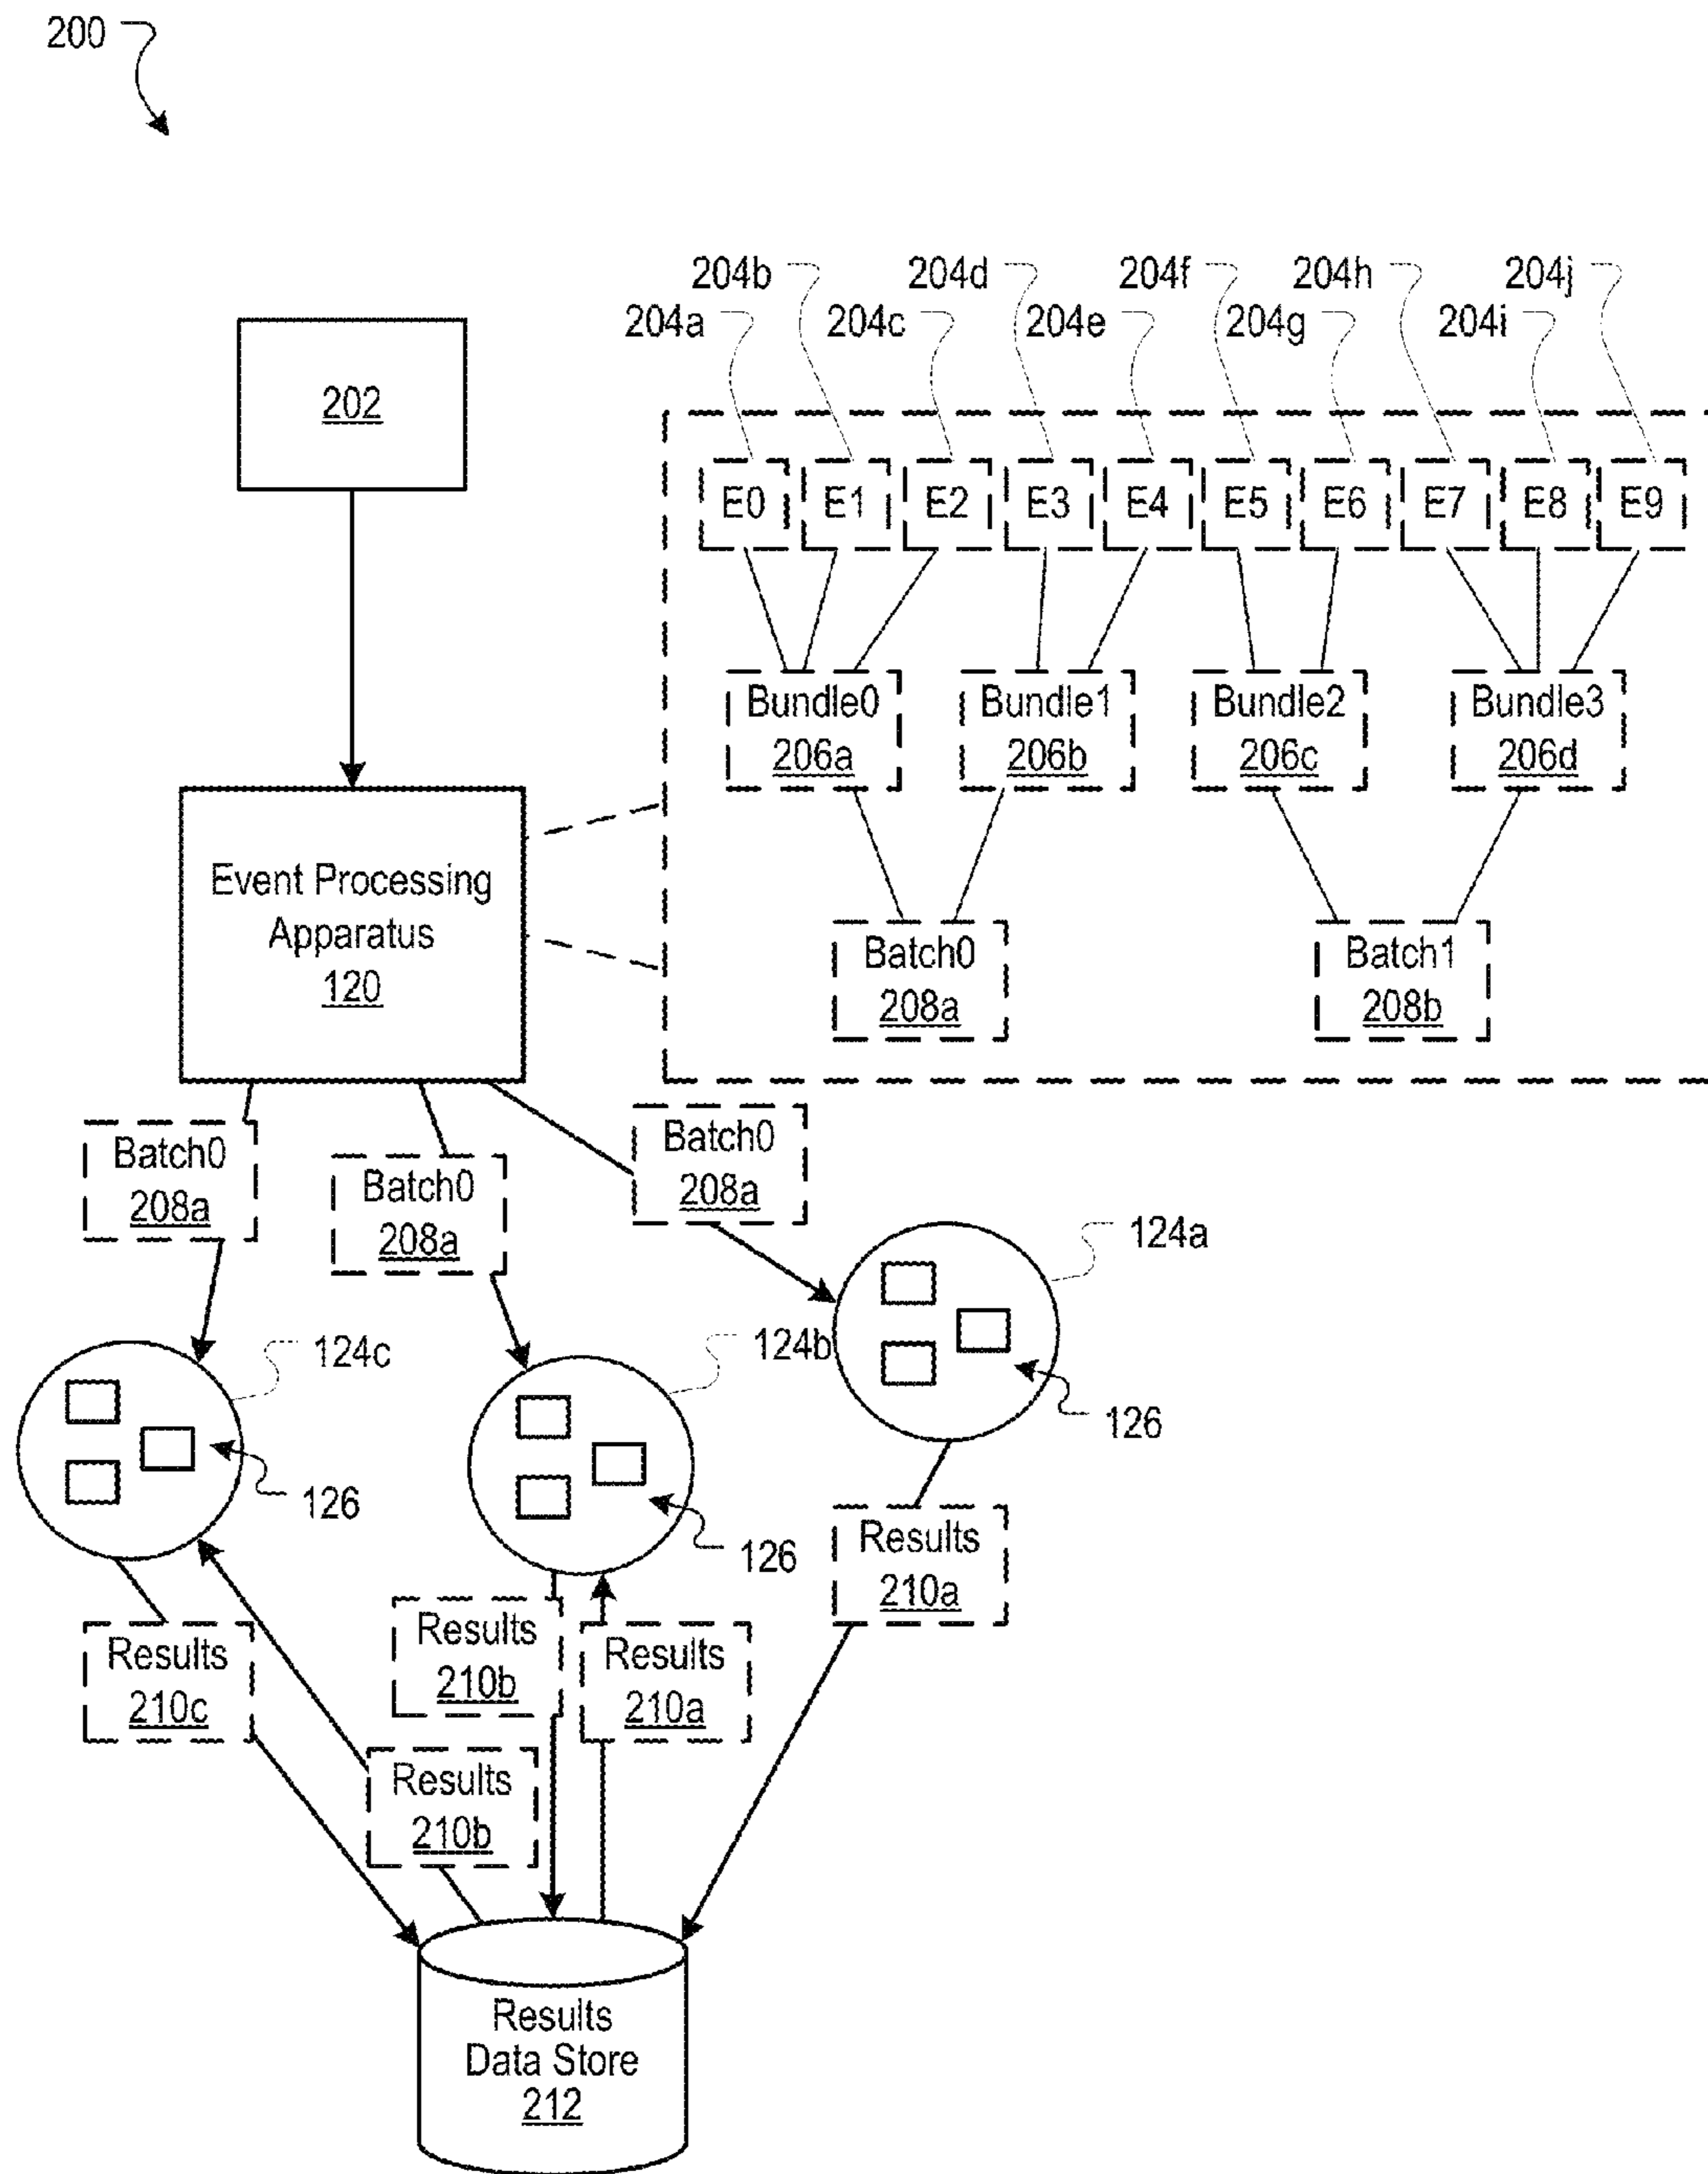 200
204b
204d
204f
204h
204j
204a
204c
204e
204g
204i
202
E0
E1
E2
E3
E4
E5
E6
E7
E8
E9
Bundle0
206a
Bundle1
206b
Bundle2
206c
Bundle3
206d
Event Processing
Apparatus
120
Batch0
208a
Batch1
208b
Batch0
208a
Batch0
208a
Batch0
208a
124a
124c
124b
126
126
126
Results
210a
Results
210c
Results
210b
Results
210a
Results
210b
Results
Data Store
212